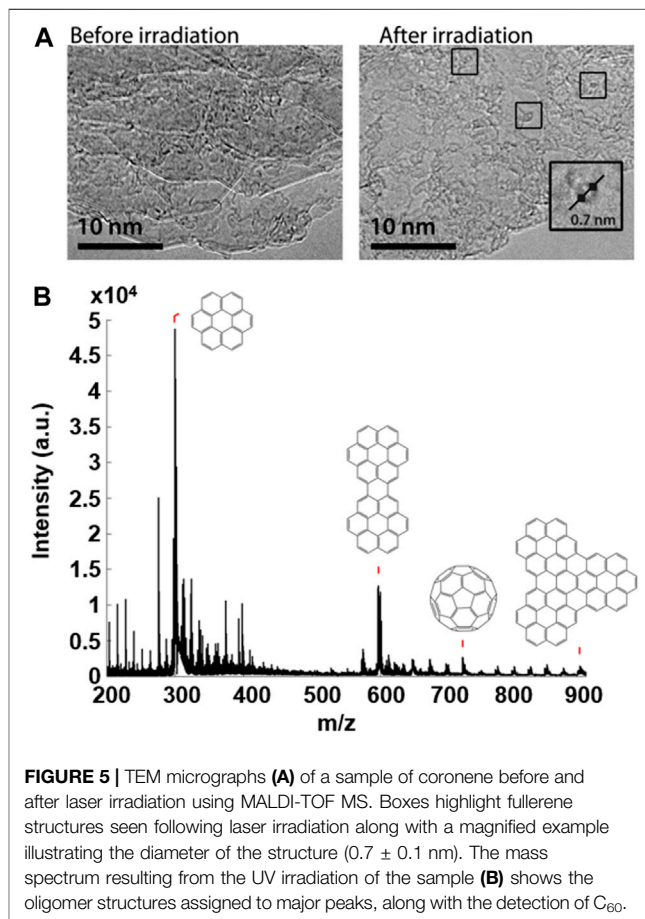 A Before irradiation After irradiation
0.7 nm
10 nm 10 nm
B
x10⁴
5
4.5
4
3.5
3
2.5
2
1.5
1
0.5
0
Intensity (a.u.)
200 300 400 500 600 700 800 900
m/z
FIGURE 5 | TEM micrographs (A) of a sample of coronene before and
after laser irradiation using MALDI-TOF MS. Boxes highlight fullerene
structures seen following laser irradiation along with a magnified example
illustrating the diameter of the structure (0.7 ± 0.1 nm). The mass
spectrum resulting from the UV irradiation of the sample (B) shows the
oligomer structures assigned to major peaks, along with the detection of C₆₀.